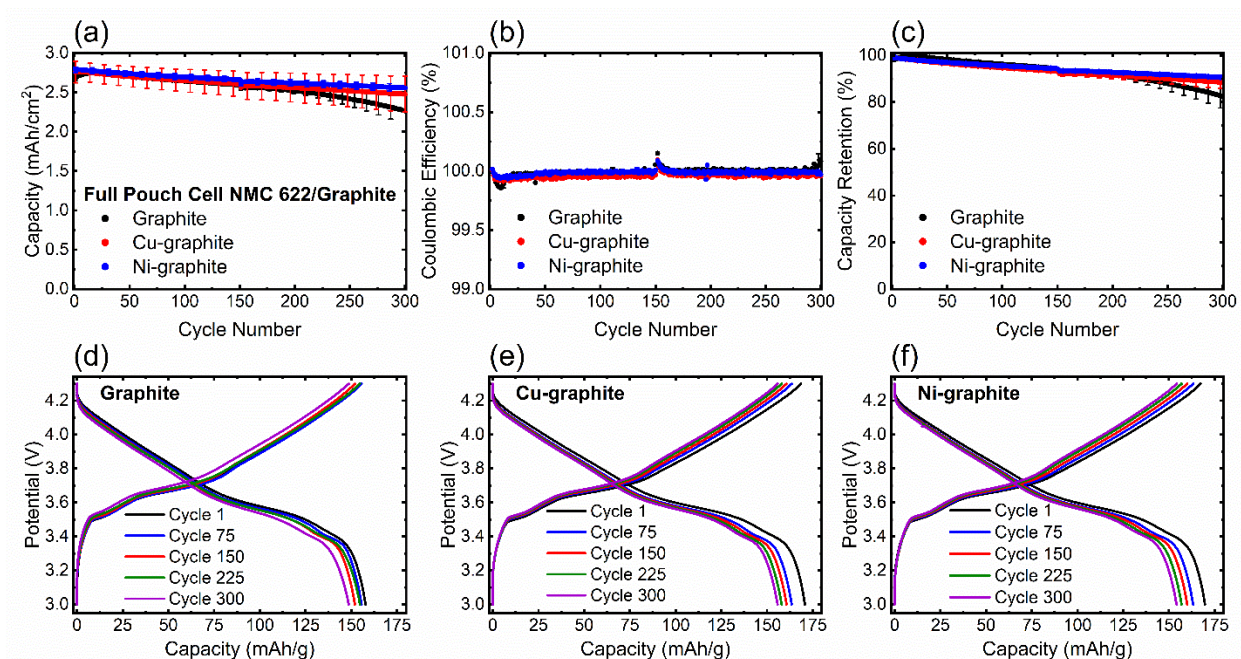 (a)
3.0
2.5
2.0
1.5
1.0
0.5
0.0
Capacity (mAh/cm²)
Full Pouch Cell NMC 622/Graphite
Graphite
Cu-graphite
Ni-graphite
0 50 100 150 200 250 300
Cycle Number
(b)
101.0
100.5
100.0
99.5
99.0
Coulombic Efficiency (%)
Graphite
Cu-graphite
Ni-graphite
0 50 100 150 200 250 300
Cycle Number
(c)
100
80
60
40
20
0
Capacity Retention (%)
Graphite
Cu-graphite
Ni-graphite
0 50 100 150 200 250 300
Cycle Number
(d)
Graphite
4.2
4.0
3.8
3.6
3.4
3.2
3.0
Potential (V)
Cycle 1
Cycle 75
Cycle 150
Cycle 225
Cycle 300
0 25 50 75 100 125 150 175
Capacity (mAh/g)
(e)
Cu-graphite
4.2
4.0
3.8
3.6
3.4
3.2
3.0
Potential (V)
Cycle 1
Cycle 75
Cycle 150
Cycle 225
Cycle 300
0 25 50 75 100 125 150 175
Capacity (mAh/g)
(f)
Ni-graphite
4.2
4.0
3.8
3.6
3.4
3.2
3.0
Potential (V)
Cycle 1
Cycle 75
Cycle 150
Cycle 225
Cycle 300
0 25 50 75 100 125 150 175
Capacity (mAh/g)